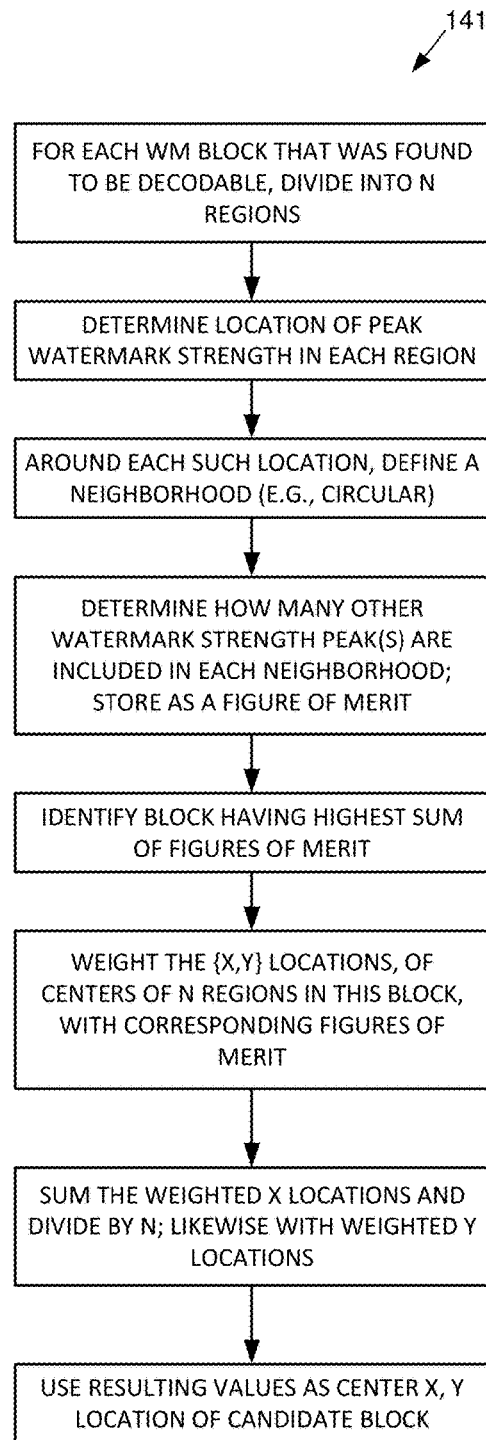 141
FOR EACH WM BLOCK THAT WAS FOUND
TO BE DECODABLE, DIVIDE INTO N
REGIONS
DETERMINE LOCATION OF PEAK
WATERMARK STRENGTH IN EACH REGION
AROUND EACH SUCH LOCATION, DEFINE A
NEIGHBORHOOD (E.G., CIRCULAR)
DETERMINE HOW MANY OTHER
WATERMARK STRENGTH PEAK(S) ARE
INCLUDED IN EACH NEIGHBORHOOD;
STORE AS A FIGURE OF MERIT
IDENTIFY BLOCK HAVING HIGHEST SUM
OF FIGURES OF MERIT
WEIGHT THE {X,Y} LOCATIONS, OF
CENTERS OF N REGIONS IN THIS BLOCK,
WITH CORRESPONDING FIGURES OF
MERIT
SUM THE WEIGHTED X LOCATIONS AND
DIVIDE BY N; LIKEWISE WITH WEIGHTED Y
LOCATIONS
USE RESULTING VALUES AS CENTER X, Y
LOCATION OF CANDIDATE BLOCK